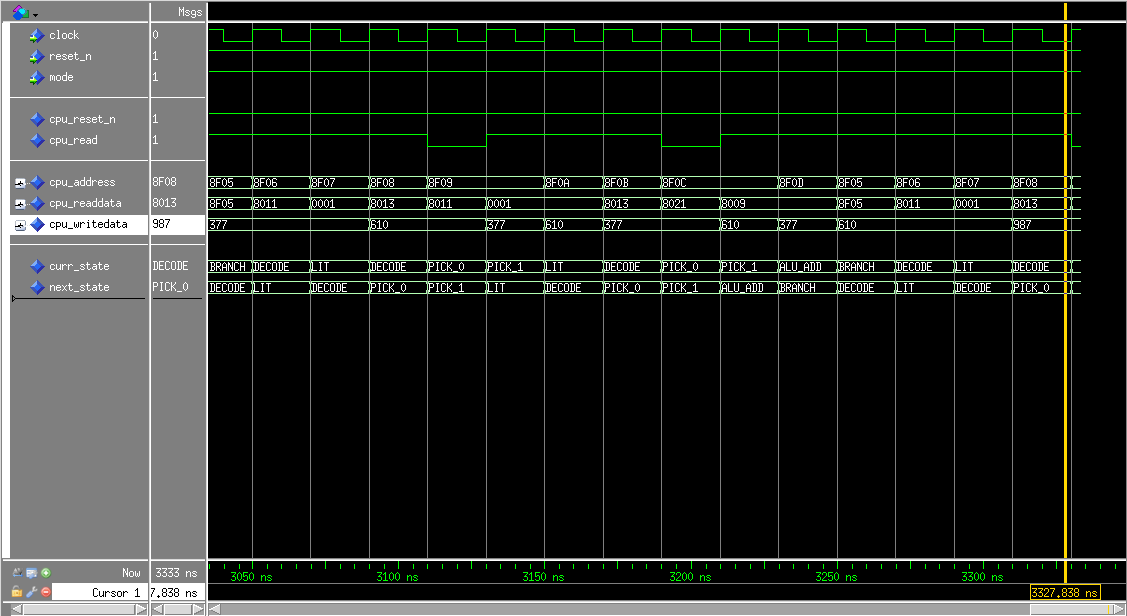 Msgs
clock 0
reset_n 1
mode 1
cpu_reset_n 1
cpu_read 1
cpu_address 8F08 8F05 8F06 8F07 8F08 8F09 8F0A 8F0B 8F0C 8F0D 8F05 8F06 8F07 8F08
cpu_readdata 8013 8F05 8011 0001 8013 8011 0001 8013 8021 8009 8F05 8011 0001 8013
cpu_writedata 987 377 610 377 610 377 610 377 610 987
curr_state DECODE BRANCH DECODE LIT DECODE PICK_0 PICK_1 LIT DECODE PICK_0 PICK_1 ALU_ADD BRANCH DECODE LIT DECODE
next_state PICK_0 DECODE LIT DECODE PICK_0 PICK_1 LIT DECODE PICK_0 PICK_1 ALU_ADD BRANCH DECODE LIT DECODE PICK_0
Now 3333 ns 3050 ns 3100 ns 3150 ns 3200 ns 3250 ns 3300 ns
Cursor 1 7.838 ns 3327.838 ns